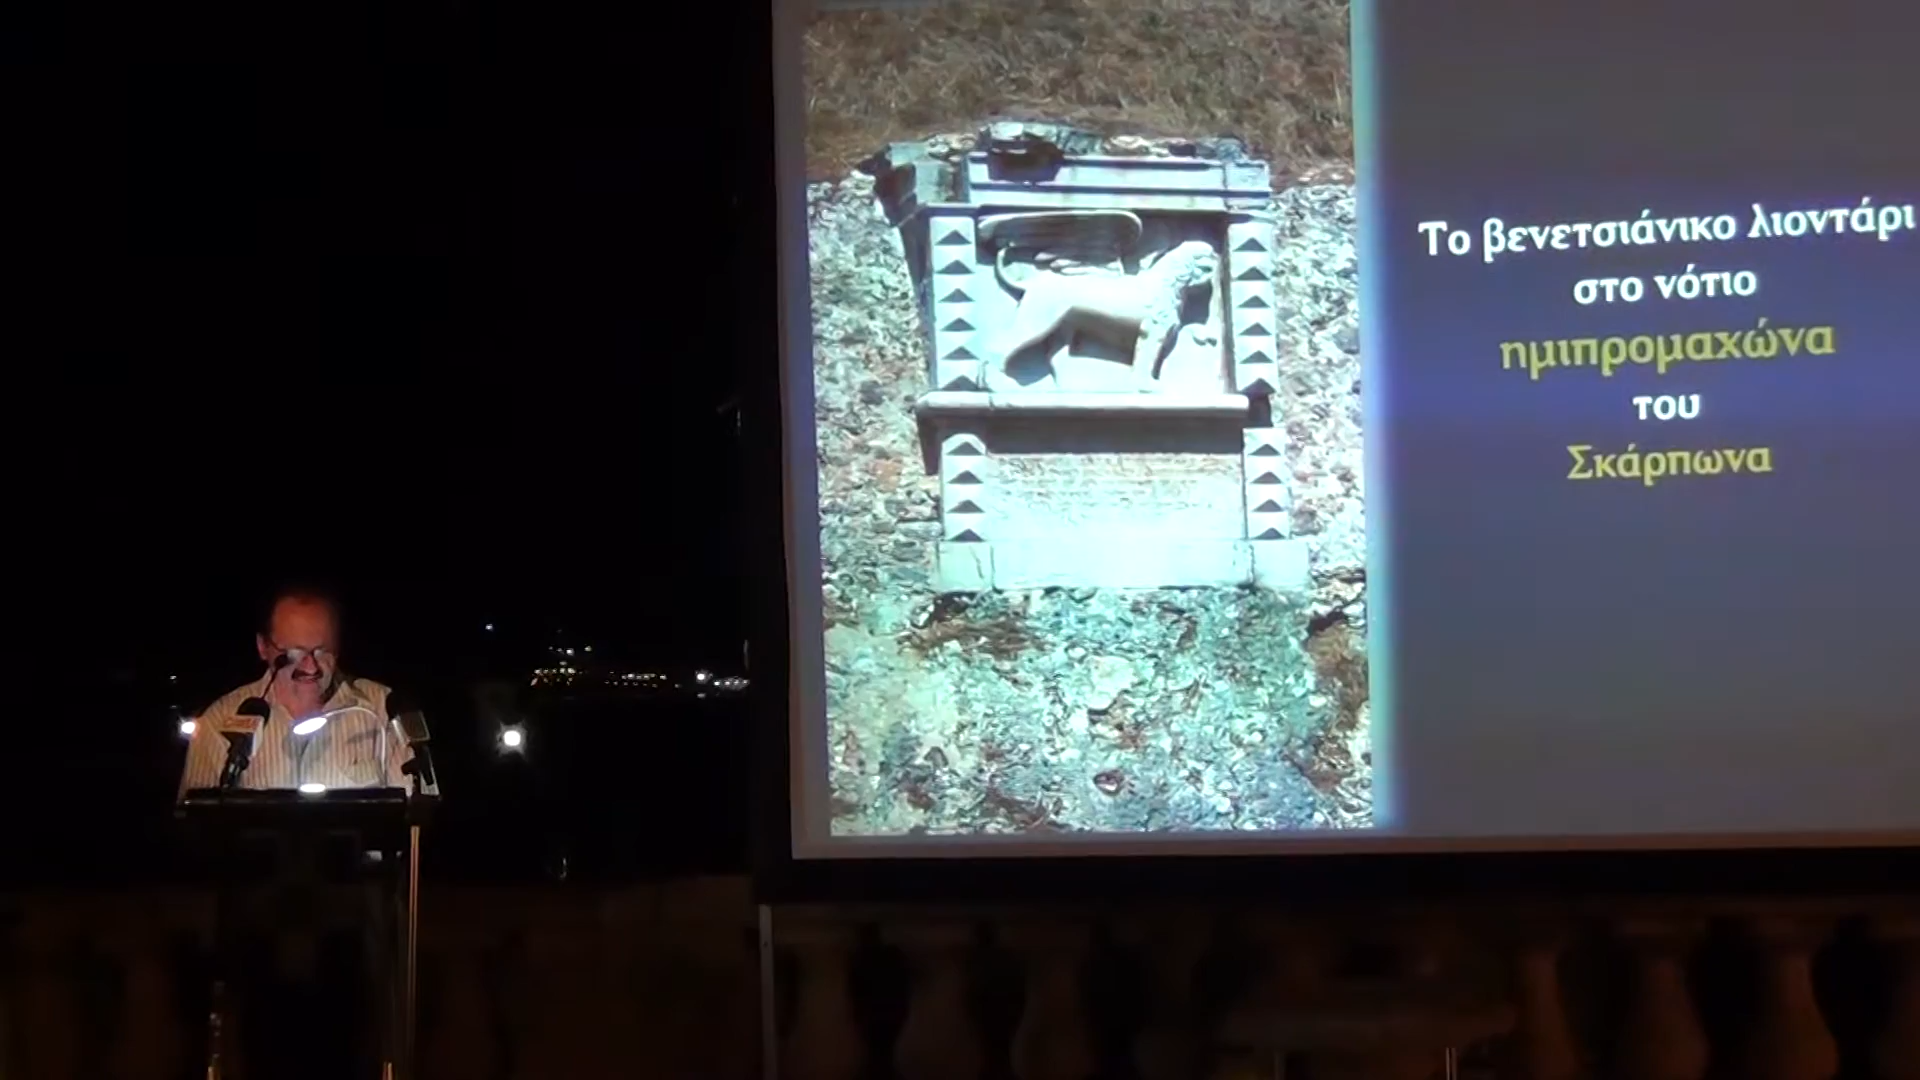 Το βενετσιάνικο λιοντάρι
στο νότιο
ημιπρομαχώνα
του
Σκάρπωνα